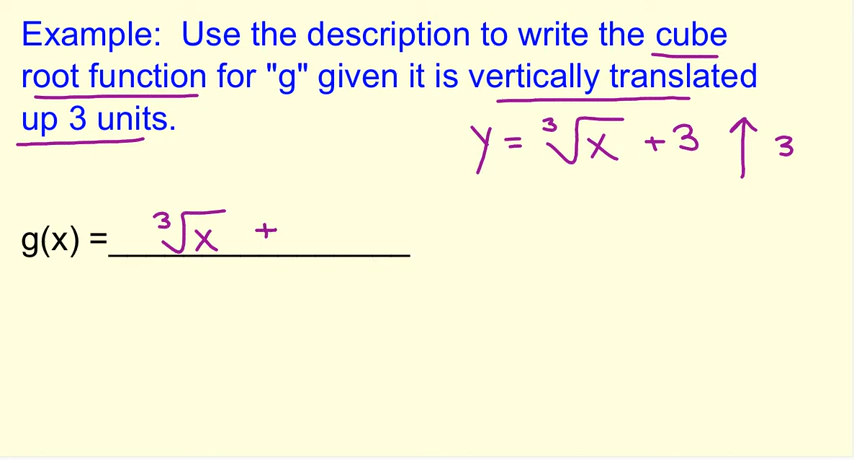 Example:  Use the description to write the cube
root function for "g" given it is vertically translated
up 3 units.
y = ∛x + 3 ↑ 3
g(x) = ∛x +